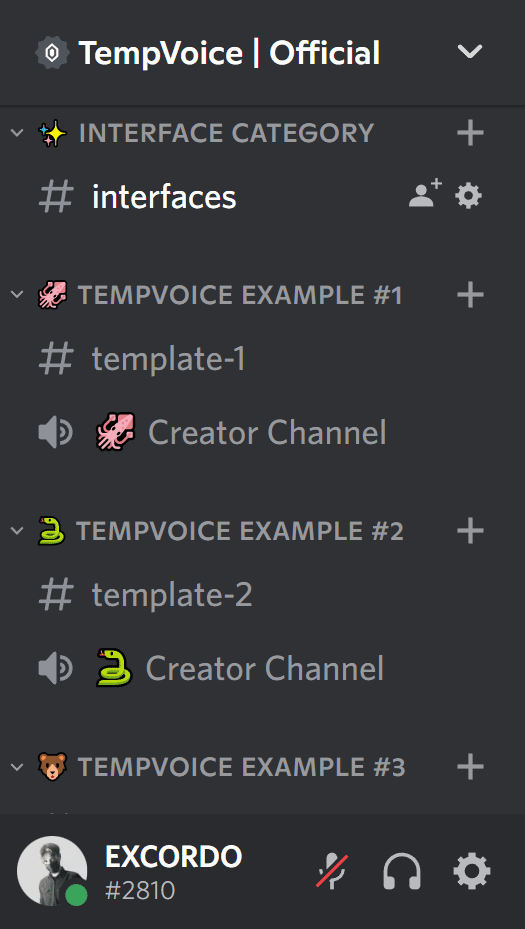 TempVoice | Official
✨ INTERFACE CATEGORY
interfaces
🦑 TEMPVOICE EXAMPLE #1
template-1
🦑 Creator Channel
🐍 TEMPVOICE EXAMPLE #2
template-2
🐍 Creator Channel
🐻 TEMPVOICE EXAMPLE #3
EXCORDO
#2810